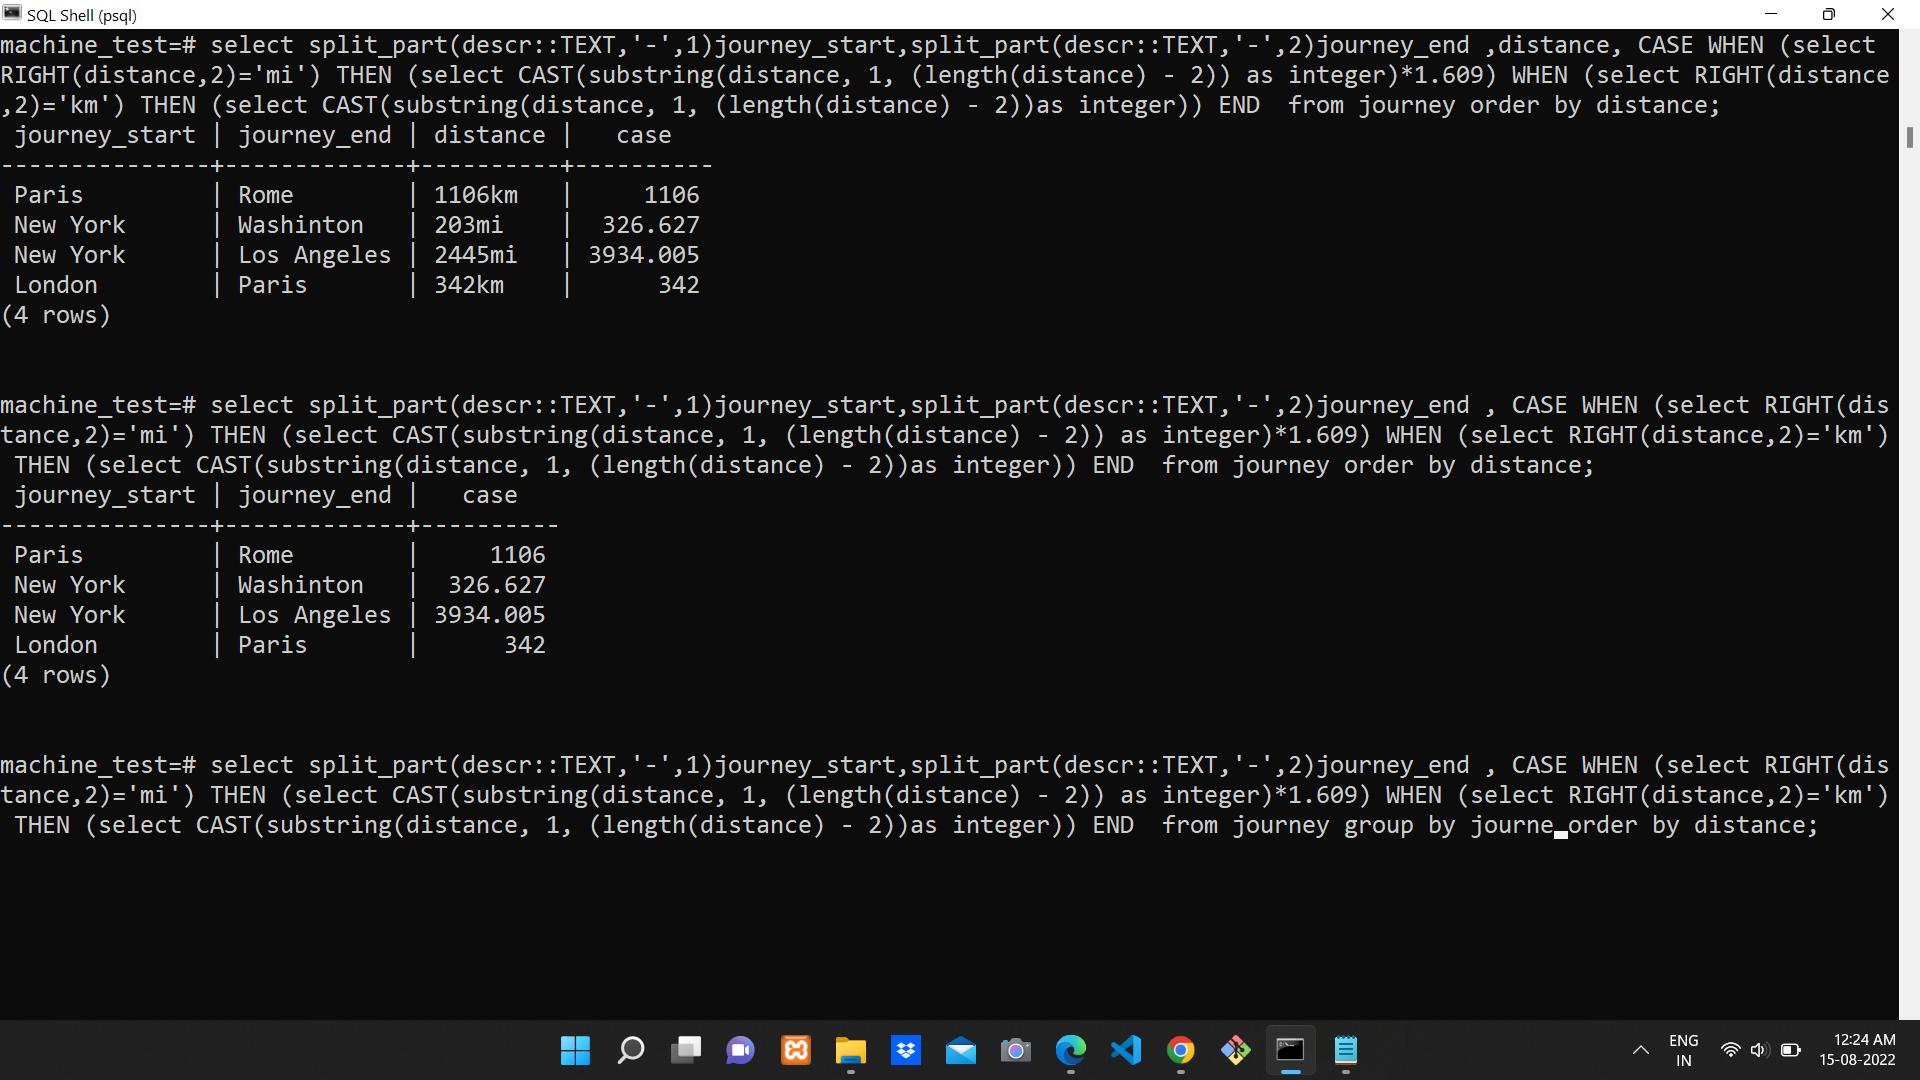 SQL Shell (psql)
machine_test=# select split_part(descr::TEXT,'-',1)journey_start,split_part(descr::TEXT,'-',2)journey_end ,distance, CASE WHEN (select
RIGHT(distance,2)='mi') THEN (select CAST(substring(distance, 1, (length(distance) - 2)) as integer)*1.609) WHEN (select RIGHT(distance
,2)='km') THEN (select CAST(substring(distance, 1, (length(distance) - 2))as integer)) END  from journey order by distance;
 journey_start | journey_end | distance |   case
---------------+-------------+----------+----------
 Paris         | Rome        | 1106km   |     1106
 New York      | Washinton   | 203mi    |  326.627
 New York      | Los Angeles | 2445mi   | 3934.005
 London        | Paris       | 342km    |      342
(4 rows)
machine_test=# select split_part(descr::TEXT,'-',1)journey_start,split_part(descr::TEXT,'-',2)journey_end , CASE WHEN (select RIGHT(dis
tance,2)='mi') THEN (select CAST(substring(distance, 1, (length(distance) - 2)) as integer)*1.609) WHEN (select RIGHT(distance,2)='km')
 THEN (select CAST(substring(distance, 1, (length(distance) - 2))as integer)) END  from journey order by distance;
 journey_start | journey_end |   case
---------------+-------------+----------
 Paris         | Rome        |     1106
 New York      | Washinton   |  326.627
 New York      | Los Angeles | 3934.005
 London        | Paris       |      342
(4 rows)
machine_test=# select split_part(descr::TEXT,'-',1)journey_start,split_part(descr::TEXT,'-',2)journey_end , CASE WHEN (select RIGHT(dis
tance,2)='mi') THEN (select CAST(substring(distance, 1, (length(distance) - 2)) as integer)*1.609) WHEN (select RIGHT(distance,2)='km')
 THEN (select CAST(substring(distance, 1, (length(distance) - 2))as integer)) END  from journey group by journe order by distance;
ENG
IN
12:24 AM
15-08-2022